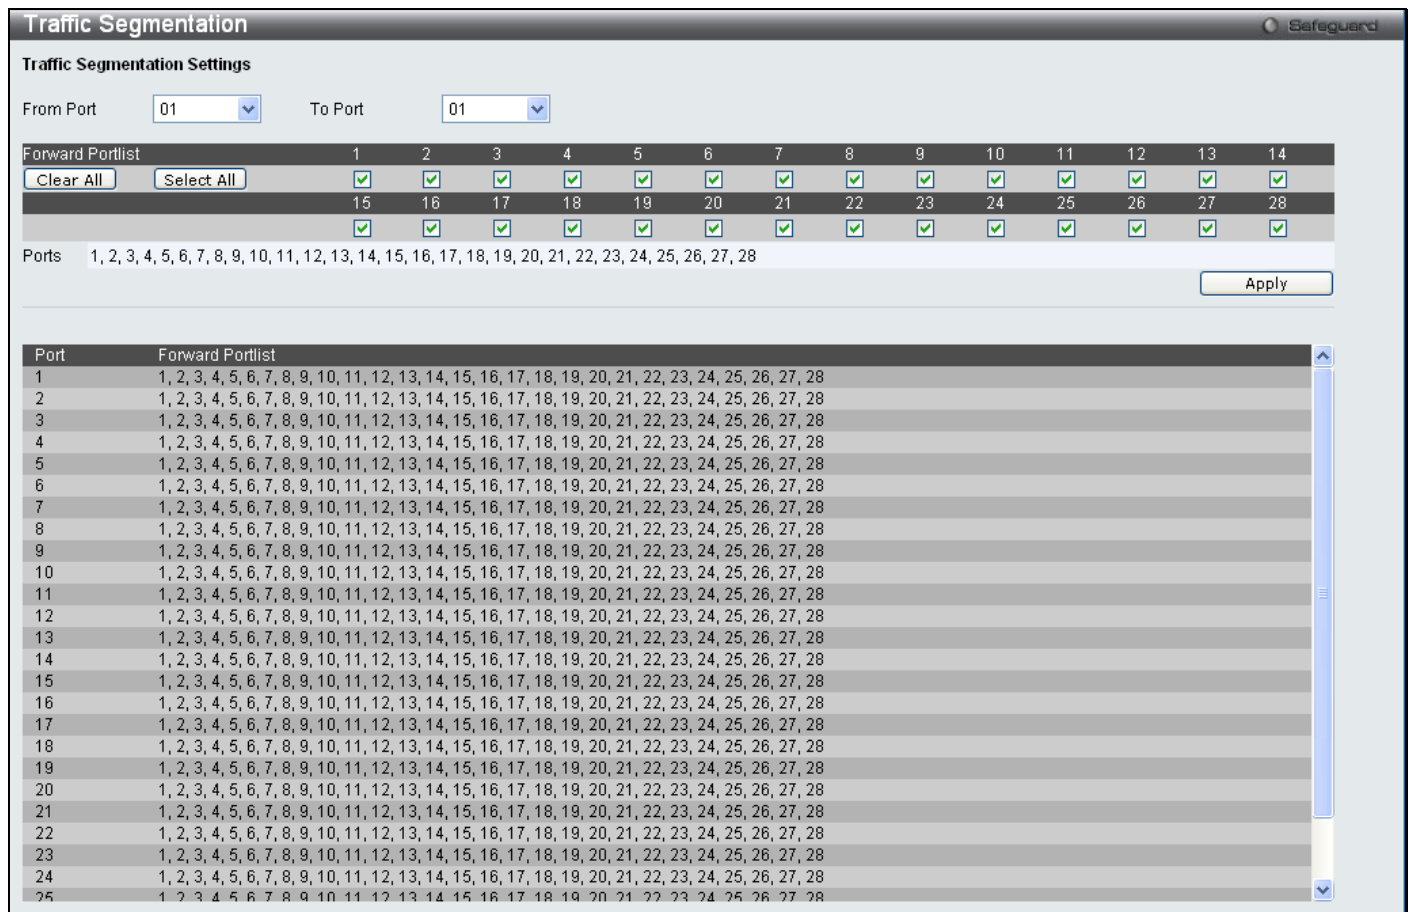 Traffic Segmentation Safeguard
Traffic Segmentation Settings
From Port 01 To Port 01
Forward Portlist 1 2 3 4 5 6 7 8 9 10 11 12 13 14
Clear All Select All
15 16 17 18 19 20 21 22 23 24 25 26 27 28
Ports 1, 2, 3, 4, 5, 6, 7, 8, 9, 10, 11, 12, 13, 14, 15, 16, 17, 18, 19, 20, 21, 22, 23, 24, 25, 26, 27, 28
Apply
Port Forward Portlist
1 1, 2, 3, 4, 5, 6, 7, 8, 9, 10, 11, 12, 13, 14, 15, 16, 17, 18, 19, 20, 21, 22, 23, 24, 25, 26, 27, 28
2 1, 2, 3, 4, 5, 6, 7, 8, 9, 10, 11, 12, 13, 14, 15, 16, 17, 18, 19, 20, 21, 22, 23, 24, 25, 26, 27, 28
3 1, 2, 3, 4, 5, 6, 7, 8, 9, 10, 11, 12, 13, 14, 15, 16, 17, 18, 19, 20, 21, 22, 23, 24, 25, 26, 27, 28
4 1, 2, 3, 4, 5, 6, 7, 8, 9, 10, 11, 12, 13, 14, 15, 16, 17, 18, 19, 20, 21, 22, 23, 24, 25, 26, 27, 28
5 1, 2, 3, 4, 5, 6, 7, 8, 9, 10, 11, 12, 13, 14, 15, 16, 17, 18, 19, 20, 21, 22, 23, 24, 25, 26, 27, 28
6 1, 2, 3, 4, 5, 6, 7, 8, 9, 10, 11, 12, 13, 14, 15, 16, 17, 18, 19, 20, 21, 22, 23, 24, 25, 26, 27, 28
7 1, 2, 3, 4, 5, 6, 7, 8, 9, 10, 11, 12, 13, 14, 15, 16, 17, 18, 19, 20, 21, 22, 23, 24, 25, 26, 27, 28
8 1, 2, 3, 4, 5, 6, 7, 8, 9, 10, 11, 12, 13, 14, 15, 16, 17, 18, 19, 20, 21, 22, 23, 24, 25, 26, 27, 28
9 1, 2, 3, 4, 5, 6, 7, 8, 9, 10, 11, 12, 13, 14, 15, 16, 17, 18, 19, 20, 21, 22, 23, 24, 25, 26, 27, 28
10 1, 2, 3, 4, 5, 6, 7, 8, 9, 10, 11, 12, 13, 14, 15, 16, 17, 18, 19, 20, 21, 22, 23, 24, 25, 26, 27, 28
11 1, 2, 3, 4, 5, 6, 7, 8, 9, 10, 11, 12, 13, 14, 15, 16, 17, 18, 19, 20, 21, 22, 23, 24, 25, 26, 27, 28
12 1, 2, 3, 4, 5, 6, 7, 8, 9, 10, 11, 12, 13, 14, 15, 16, 17, 18, 19, 20, 21, 22, 23, 24, 25, 26, 27, 28
13 1, 2, 3, 4, 5, 6, 7, 8, 9, 10, 11, 12, 13, 14, 15, 16, 17, 18, 19, 20, 21, 22, 23, 24, 25, 26, 27, 28
14 1, 2, 3, 4, 5, 6, 7, 8, 9, 10, 11, 12, 13, 14, 15, 16, 17, 18, 19, 20, 21, 22, 23, 24, 25, 26, 27, 28
15 1, 2, 3, 4, 5, 6, 7, 8, 9, 10, 11, 12, 13, 14, 15, 16, 17, 18, 19, 20, 21, 22, 23, 24, 25, 26, 27, 28
16 1, 2, 3, 4, 5, 6, 7, 8, 9, 10, 11, 12, 13, 14, 15, 16, 17, 18, 19, 20, 21, 22, 23, 24, 25, 26, 27, 28
17 1, 2, 3, 4, 5, 6, 7, 8, 9, 10, 11, 12, 13, 14, 15, 16, 17, 18, 19, 20, 21, 22, 23, 24, 25, 26, 27, 28
18 1, 2, 3, 4, 5, 6, 7, 8, 9, 10, 11, 12, 13, 14, 15, 16, 17, 18, 19, 20, 21, 22, 23, 24, 25, 26, 27, 28
19 1, 2, 3, 4, 5, 6, 7, 8, 9, 10, 11, 12, 13, 14, 15, 16, 17, 18, 19, 20, 21, 22, 23, 24, 25, 26, 27, 28
20 1, 2, 3, 4, 5, 6, 7, 8, 9, 10, 11, 12, 13, 14, 15, 16, 17, 18, 19, 20, 21, 22, 23, 24, 25, 26, 27, 28
21 1, 2, 3, 4, 5, 6, 7, 8, 9, 10, 11, 12, 13, 14, 15, 16, 17, 18, 19, 20, 21, 22, 23, 24, 25, 26, 27, 28
22 1, 2, 3, 4, 5, 6, 7, 8, 9, 10, 11, 12, 13, 14, 15, 16, 17, 18, 19, 20, 21, 22, 23, 24, 25, 26, 27, 28
23 1, 2, 3, 4, 5, 6, 7, 8, 9, 10, 11, 12, 13, 14, 15, 16, 17, 18, 19, 20, 21, 22, 23, 24, 25, 26, 27, 28
24 1, 2, 3, 4, 5, 6, 7, 8, 9, 10, 11, 12, 13, 14, 15, 16, 17, 18, 19, 20, 21, 22, 23, 24, 25, 26, 27, 28
25 1, 2, 3, 4, 5, 6, 7, 8, 9, 10, 11, 12, 13, 14, 15, 16, 17, 18, 19, 20, 21, 22, 23, 24, 25, 26, 27, 28